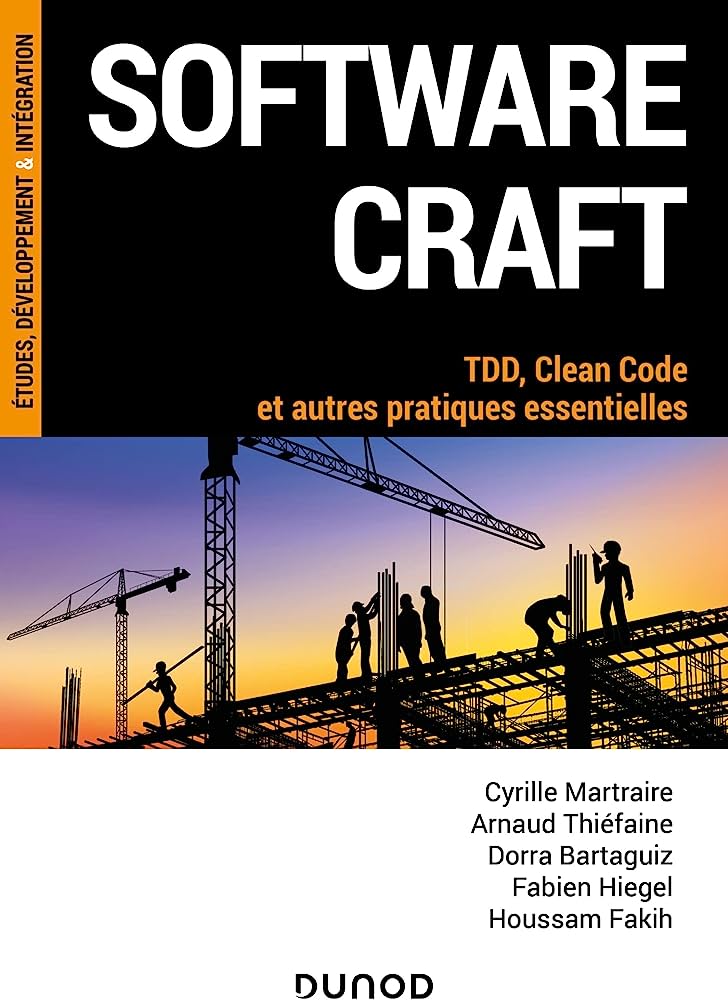 ÉTUDES, DÉVELOPPEMENT & INTÉGRATION
SOFTWARE
CRAFT
TDD, Clean Code
et autres pratiques essentielles
Cyrille Martraire
Arnaud Thiéfaine
Dorra Bartaguiz
Fabien Hiegel
Houssam Fakih
DUNOD